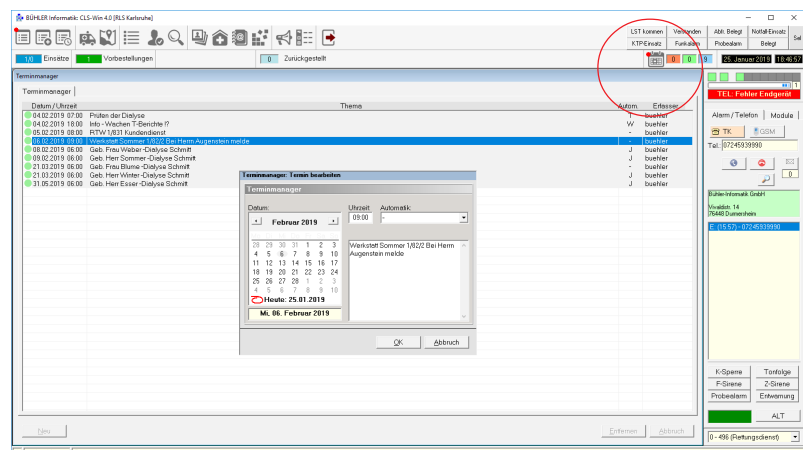 BÜHLER Informatik: CLS-Win 4.0 [RLS Karlsruhe]
LST kommen Verbunden Abh. Belegt Notfall-Einsatz Sel
KTP-Einsatz Funkalarm Probealarm Belegt
1/0 Einsätze 1 Vorbestellungen 0 Zurückgestellt 0 0 9 25. Januar 2019 18:46:57
Terminmanager
Terminmanager
Datum / Uhrzeit Thema Autom. Erfasser
04.02.2019 07:00 Prüfen der Dialyse buehler
04.02.2019 18:00 Info - Wachen T-Berichte !? W buehler
05.02.2019 08:00 RTW 1/831 Kundendienst - buehler
06.02.2019 09:00 Werkstatt Sommer 1/82/2 Bei Herrn Augenstein melde - buehler
08.02.2019 06:00 Geb. Frau Weber -Dialyse Schmitt J buehler
09.02.2019 06:00 Geb. Herr Sommer -Dialyse Schmitt J buehler
21.03.2019 06:00 Geb. Frau Blume -Dialyse Schmitt J buehler
21.03.2019 06:00 Geb. Herr Winter -Dialyse Schmitt J buehler
31.05.2019 06:00 Geb. Herr Esser -Dialyse Schmitt J buehler
Terminmanager: Termin bearbeiten
Terminmanager
Datum: Uhrzeit: Automatik:
Februar 2019 09:00 -
28 29 30 31 1 2 3
4 5 6 7 8 9 10
11 12 13 14 15 16 17
18 19 20 21 22 23 24
25 26 27 28 1 2 3
4 5 6 7 8 9 10
Heute: 25.01.2019
Mi, 06. Februar 2019
Werkstatt Sommer 1/82/2 Bei Herrn
Augenstein melde
OK Abbruch
Neu Entfernen Abbruch
1
TEL: Fehler Endgerät
Alarm / Telefon Module
TK GSM
Tel.: 07245939990
0
Bühler-Informatik GmbH
Vivaldistr. 14
76448 Durmersheim
E: (15:57) - 07245939990
K-Sperre Tonfolge
F-Sirene Z-Sirene
Probealarm Entwarnung
ALT
0 - 496 (Rettungsdienst)